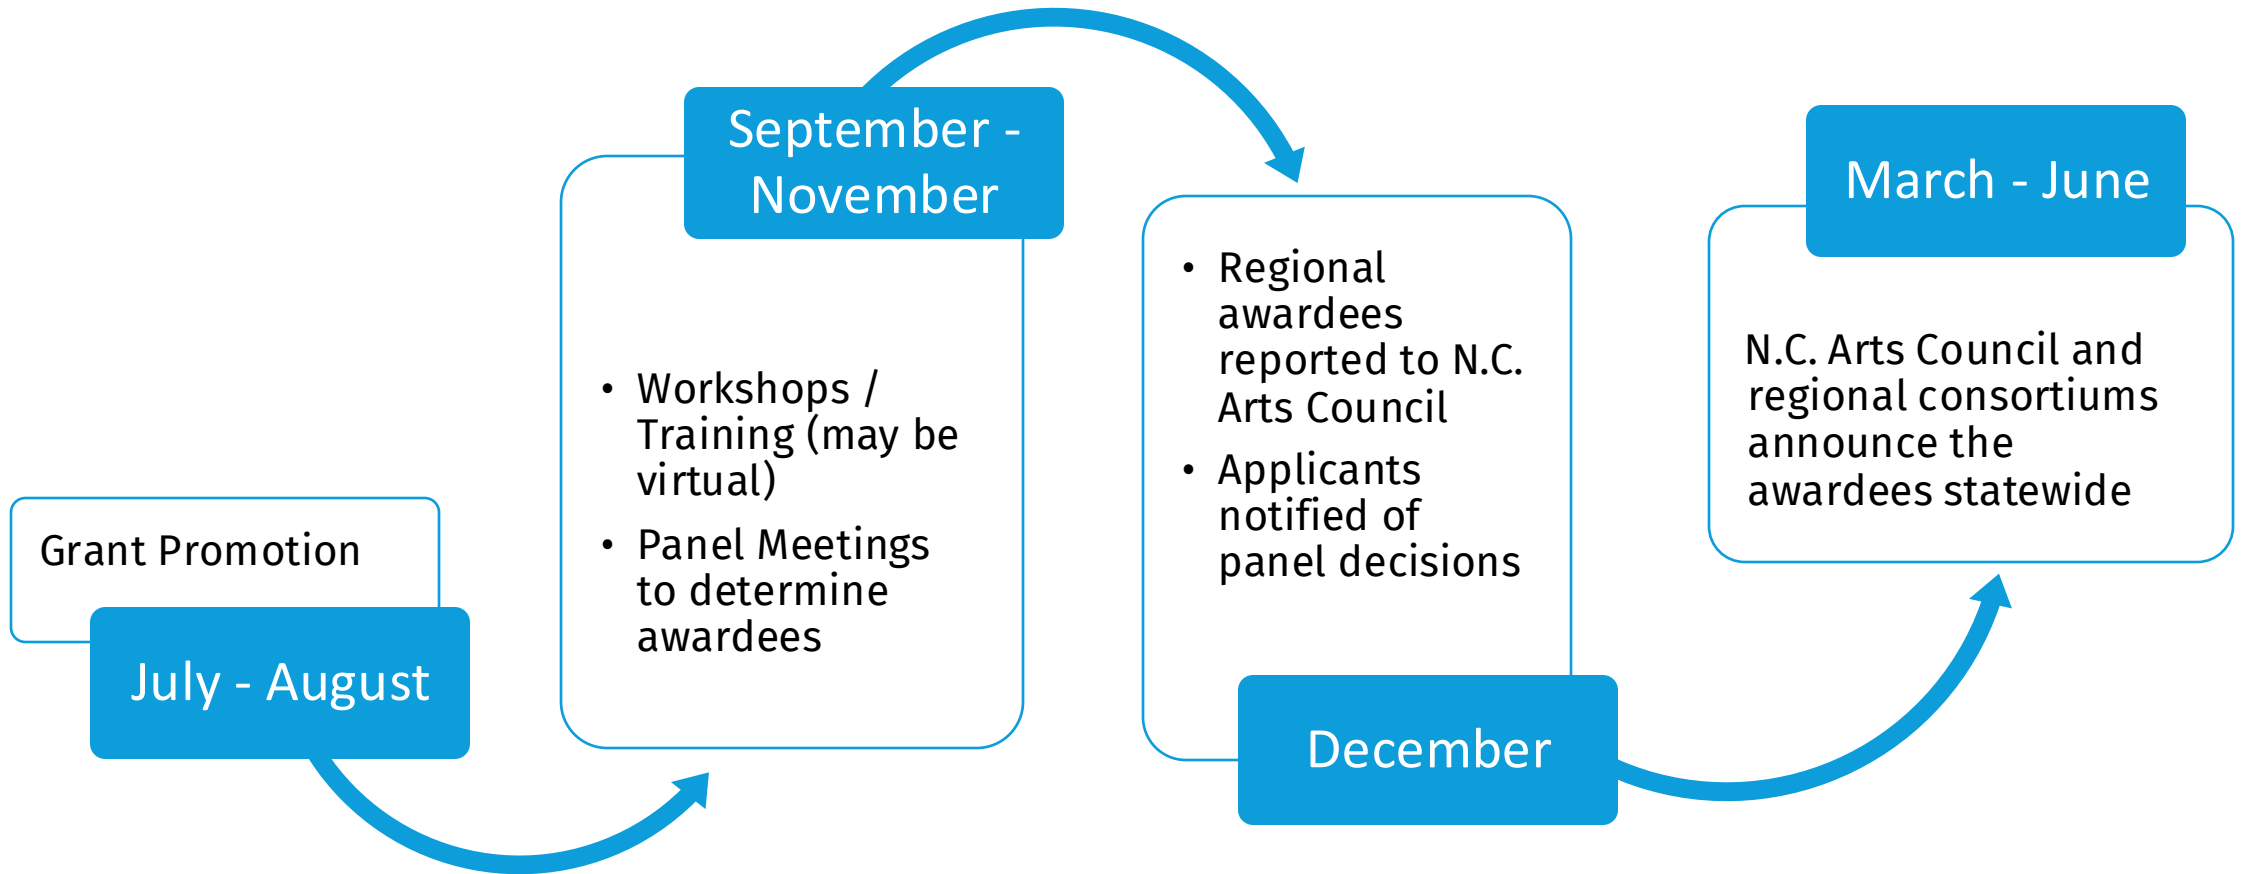 Grant Promotion
July - August
September -
November
• Workshops /
Training (may be
virtual)
• Panel Meetings
to determine
awardees
• Regional
awardees
reported to N.C.
Arts Council
• Applicants
notified of
panel decisions
December
March - June
N.C. Arts Council and
regional consortiums
announce the
awardees statewide